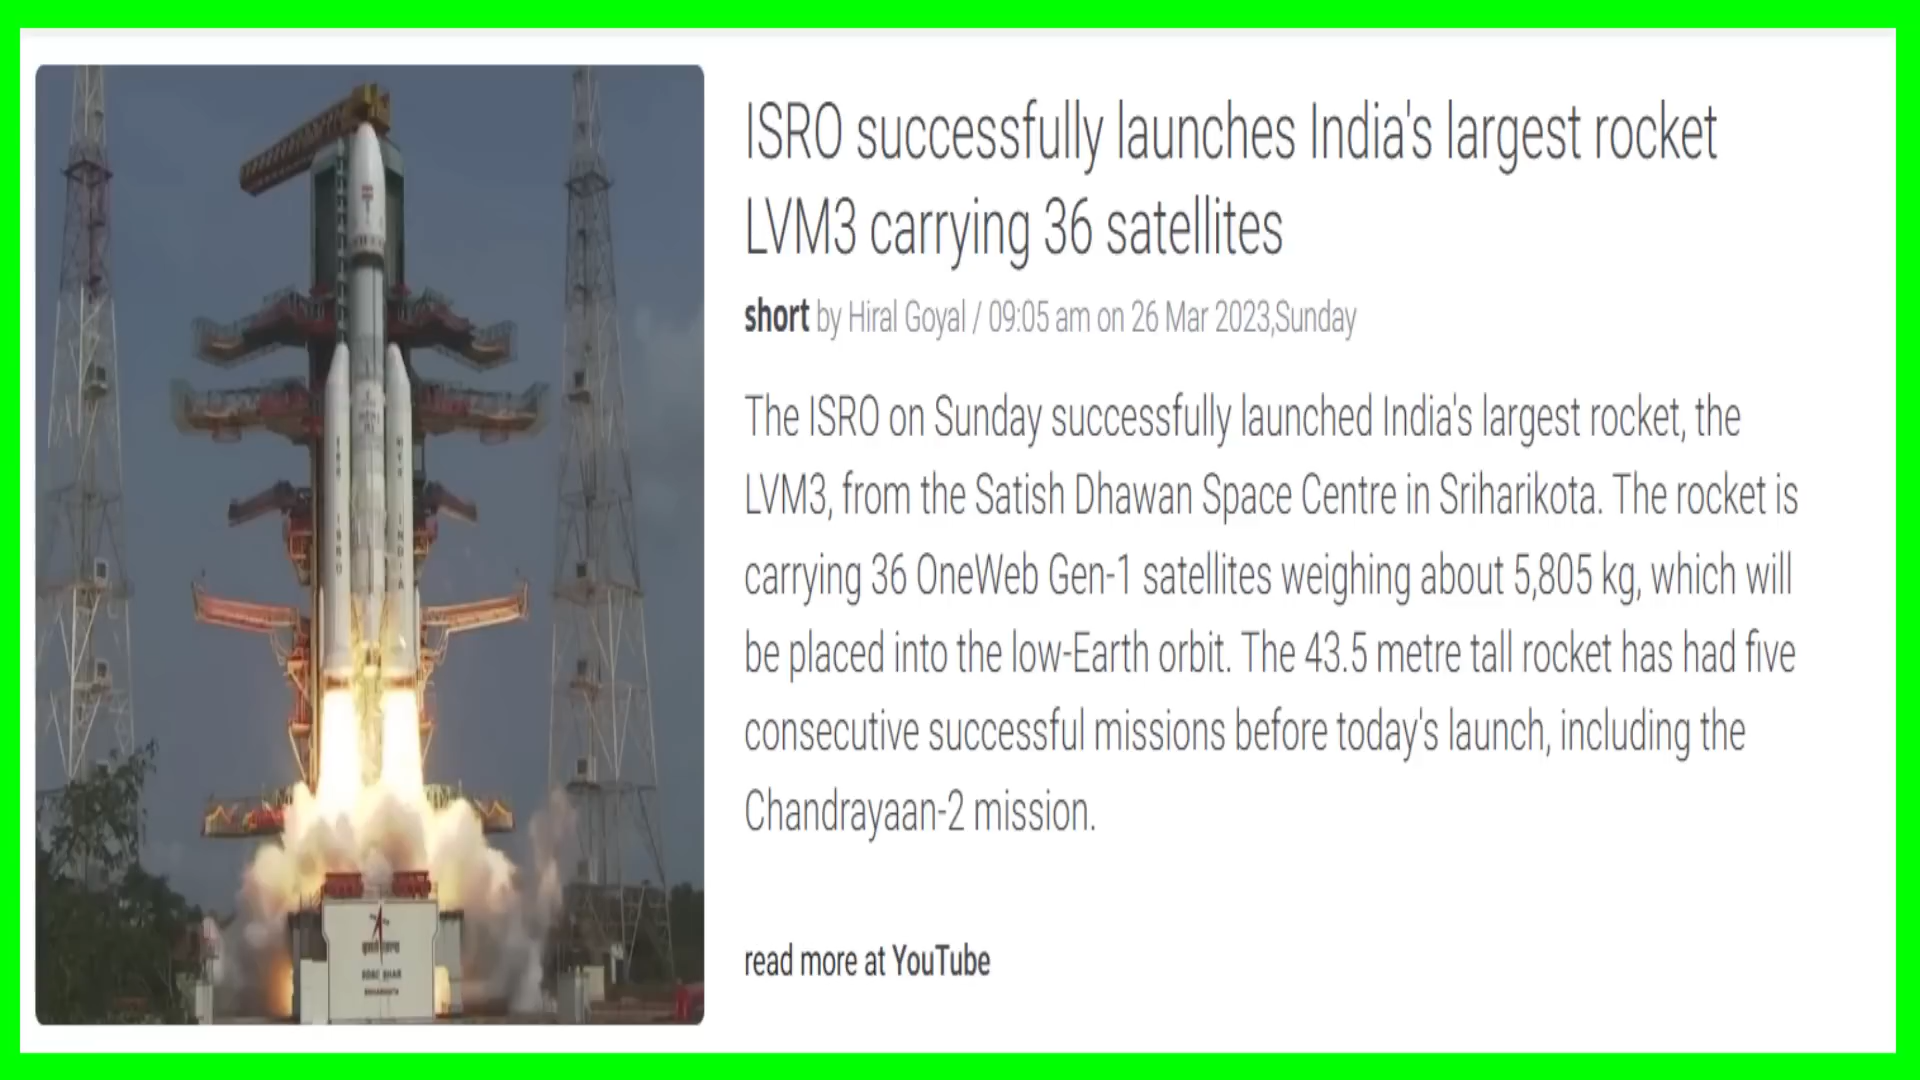 ISRO successfully launches India's largest rocket
LVM3 carrying 36 satellites
short by Hiral Goyal / 09:05 am on 26 Mar 2023,Sunday
The ISRO on Sunday successfully launched India's largest rocket, the
LVM3, from the Satish Dhawan Space Centre in Sriharikota. The rocket is
carrying 36 OneWeb Gen-1 satellites weighing about 5,805 kg, which will
be placed into the low-Earth orbit. The 43.5 metre tall rocket has had five
consecutive successful missions before today's launch, including the
Chandrayaan-2 mission.
read more at YouTube